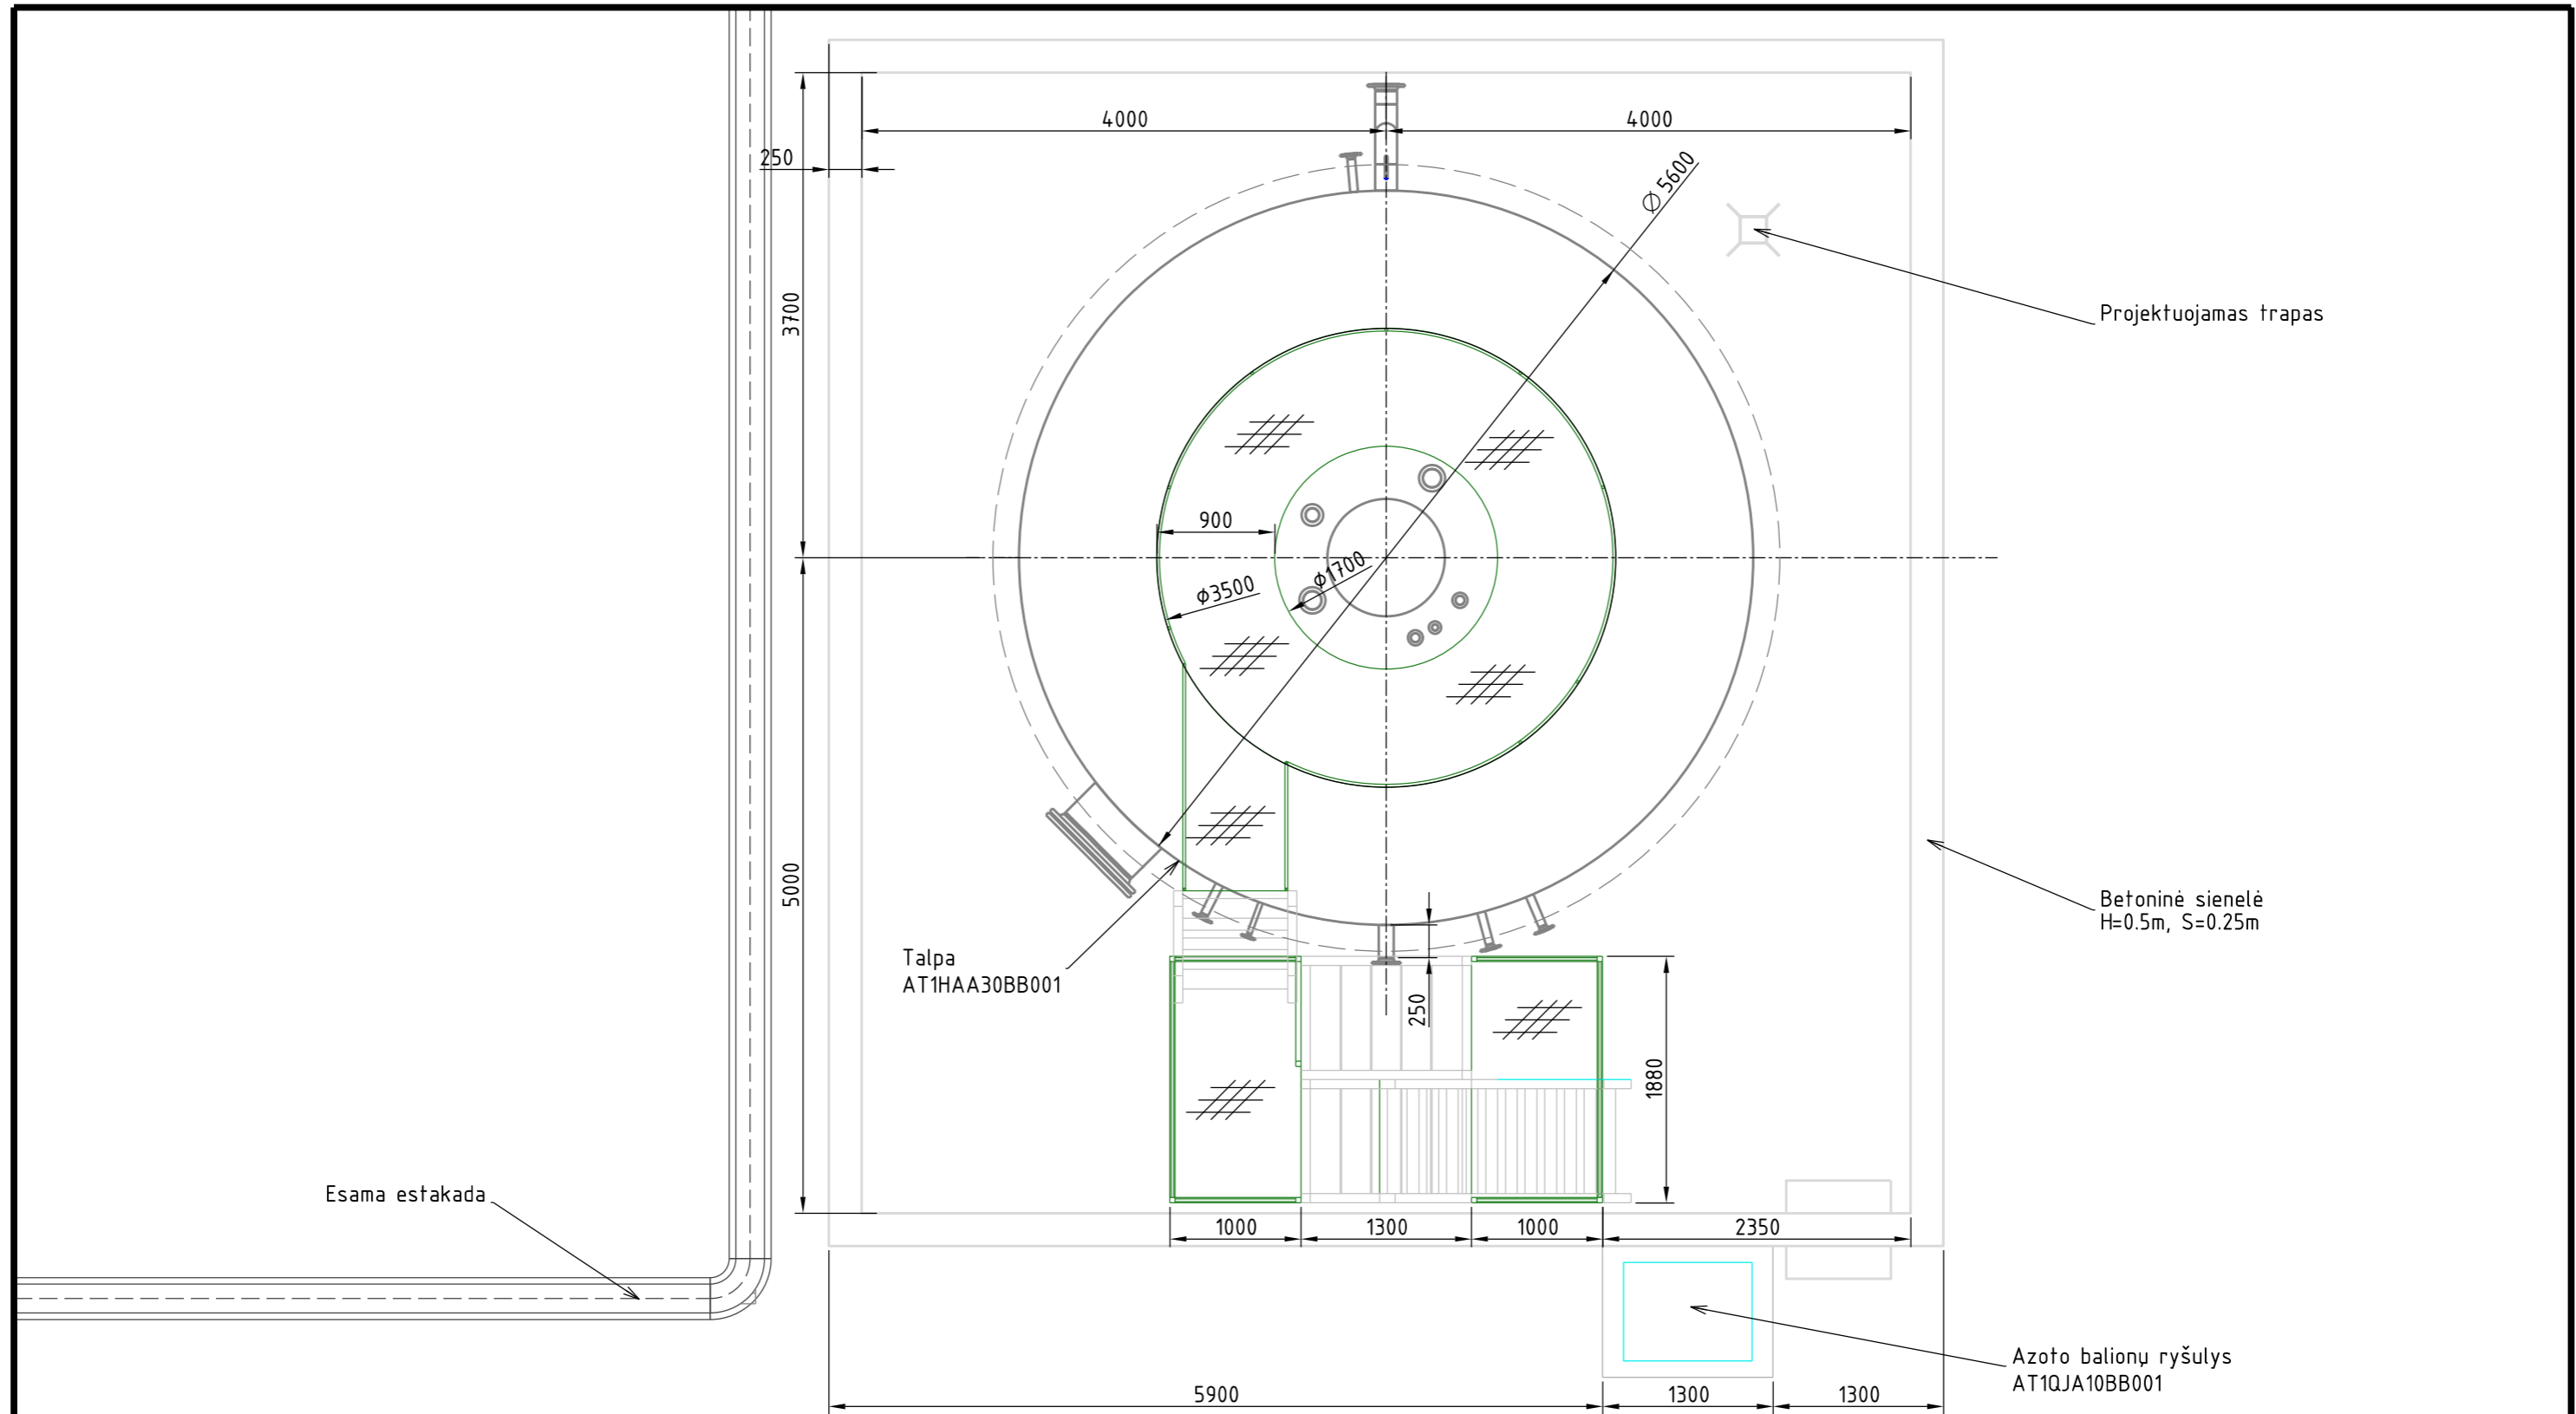 4000
4000
250
Ø 5600
3700
Projektuojamas trapas
900
φ1700
φ3500
5000
Betoninė sienelė
H=0.5m, S=0.25m
Talpa
AT1HAA30BB001
250
1880
Esama estakada
1000
1300
1000
2350
Azoto balionų ryšulys
AT1QJA10BB001
5900
1300
1300